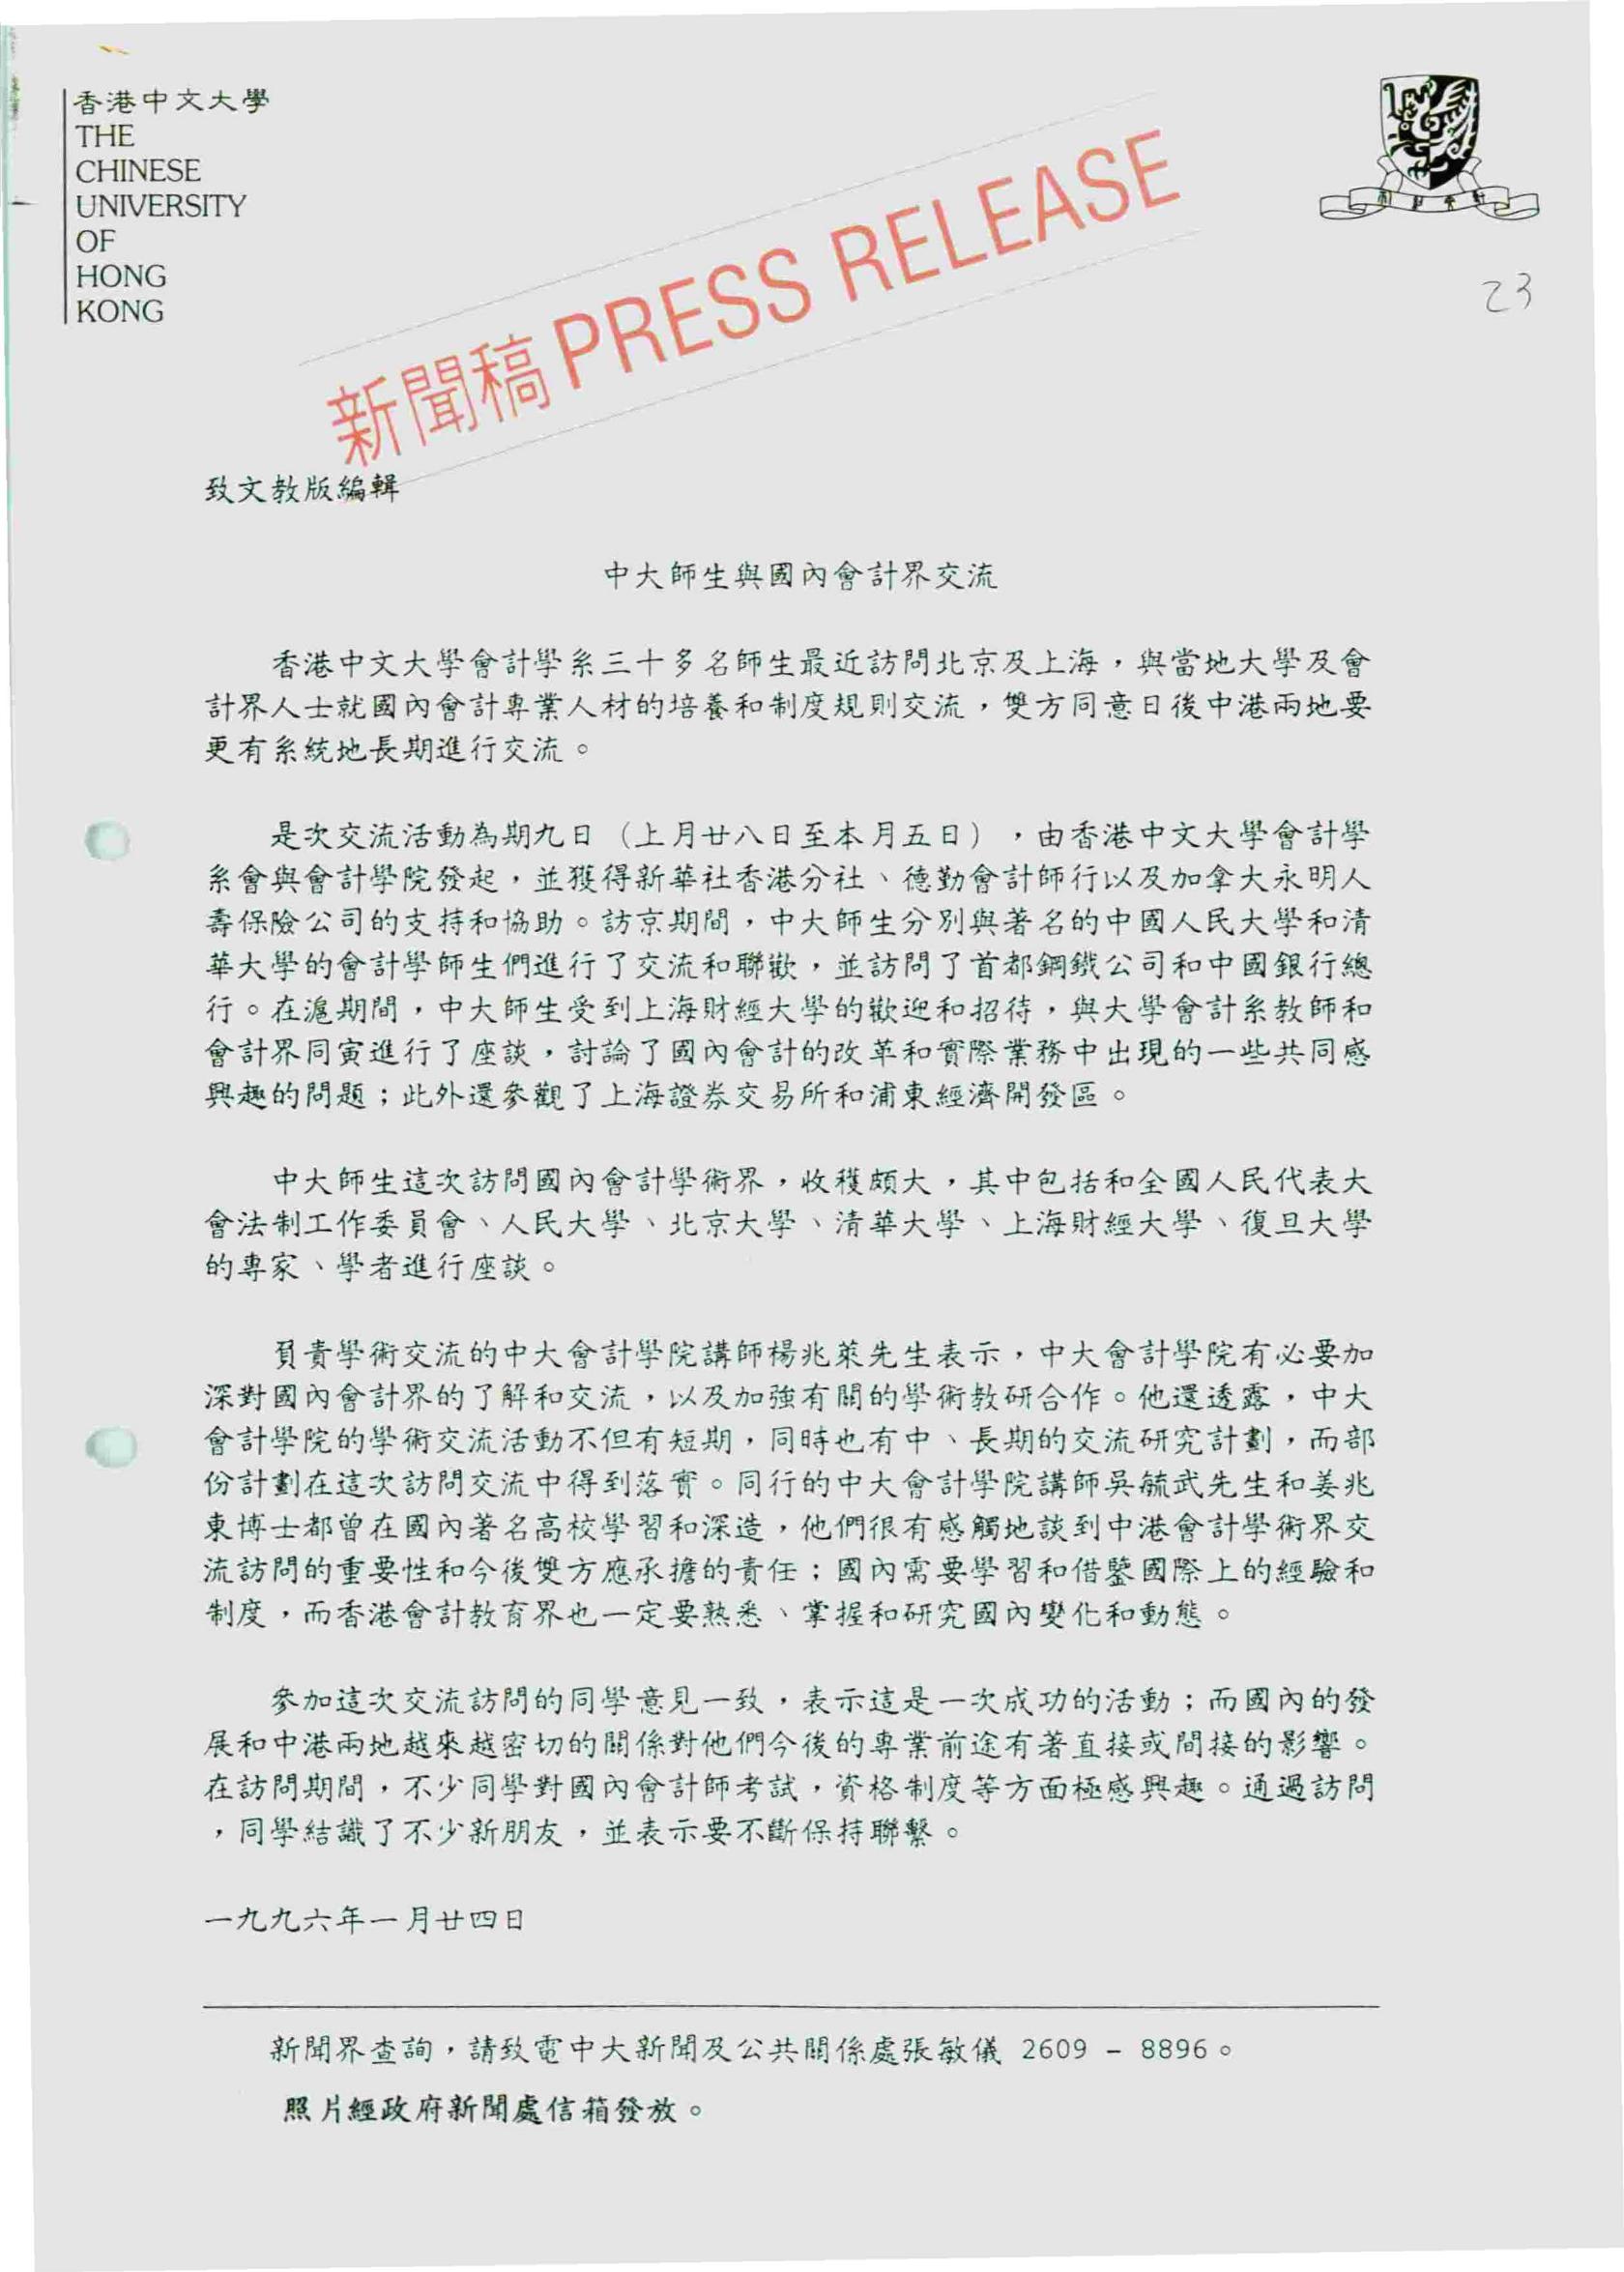 香港中文大學
THE
CHINESE
UNIVERSITY
OF
HONG
KONG
新聞稿 PRESS RELEASE
23
致文教版編輯
中大師生與國內會計界交流
香港中文大學會計學系三十多名師生最近訪問北京及上海，與當地大學及會
計界人士就國內會計專業人材的培養和制度規則交流，雙方同意日後中港兩地要
更有系統地長期進行交流。
是次交流活動為期九日（上月廿八日至本月五日），由香港中文大學會計學
系會與會計學院發起，並獲得新華社香港分社、德勤會計師行以及加拿大永明人
壽保險公司的支持和協助。訪京期間，中大師生分別與著名的中國人民大學和清
華大學的會計學師生們進行了交流和聯歡，並訪問了首都鋼鐵公司和中國銀行總
行。在滬期間，中大師生受到上海財經大學的歡迎和招待，與大學會計系教師和
會計界同寅進行了座談，討論了國內會計的改革和實際業務中出現的一些共同感
興趣的問題；此外還參觀了上海證券交易所和浦東經濟開發區。
中大師生這次訪問國內會計學術界，收穫頗大，其中包括和全國人民代表大
會法制工作委員會、人民大學、北京大學、清華大學、上海財經大學、復旦大學
的專家、學者進行座談。
負責學術交流的中大會計學院講師楊兆萊先生表示，中大會計學院有必要加
深對國內會計界的了解和交流，以及加強有關的學術教研合作。他還透露，中大
會計學院的學術交流活動不但有短期，同時也有中、長期的交流研究計劃，而部
份計劃在這次訪問交流中得到落實。同行的中大會計學院講師吳毓武先生和姜兆
東博士都曾在國內著名高校學習和深造，他們很有感觸地談到中港會計學術界交
流訪問的重要性和今後雙方應承擔的責任；國內需要學習和借鑒國際上的經驗和
制度，而香港會計教育界也一定要熟悉、掌握和研究國內變化和動態。
參加這次交流訪問的同學意見一致，表示這是一次成功的活動；而國內的發
展和中港兩地越來越密切的關係對他們今後的專業前途有著直接或間接的影響。
在訪問期間，不少同學對國內會計師考試，資格制度等方面極感興趣。通過訪問
，同學結識了不少新朋友，並表示要不斷保持聯繫。
一九九六年一月廿四日
新聞界查詢，請致電中大新聞及公共關係處張敏儀 2609 - 8896。
照片經政府新聞處信箱發放。